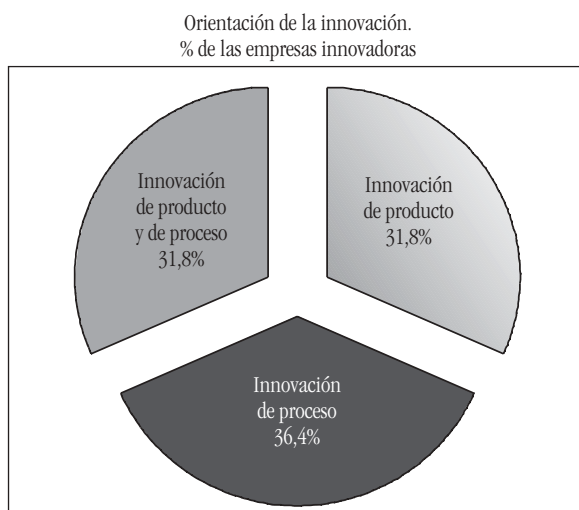 Orientación de la innovación.
% de las empresas innovadoras
Innovación
de producto
y de proceso
31,8%
Innovación
de producto
31,8%
Innovación
de proceso
36,4%